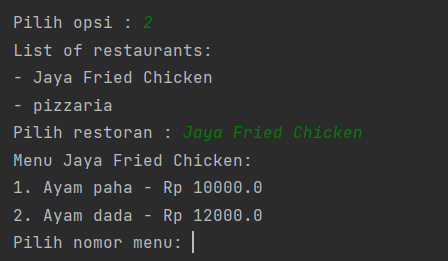 Pilih opsi : 2
List of restaurants:
- Jaya Fried Chicken
- pizzaria
Pilih restoran : Jaya Fried Chicken
Menu Jaya Fried Chicken:
1. Ayam paha - Rp 10000.0
2. Ayam dada - Rp 12000.0
Pilih nomor menu: